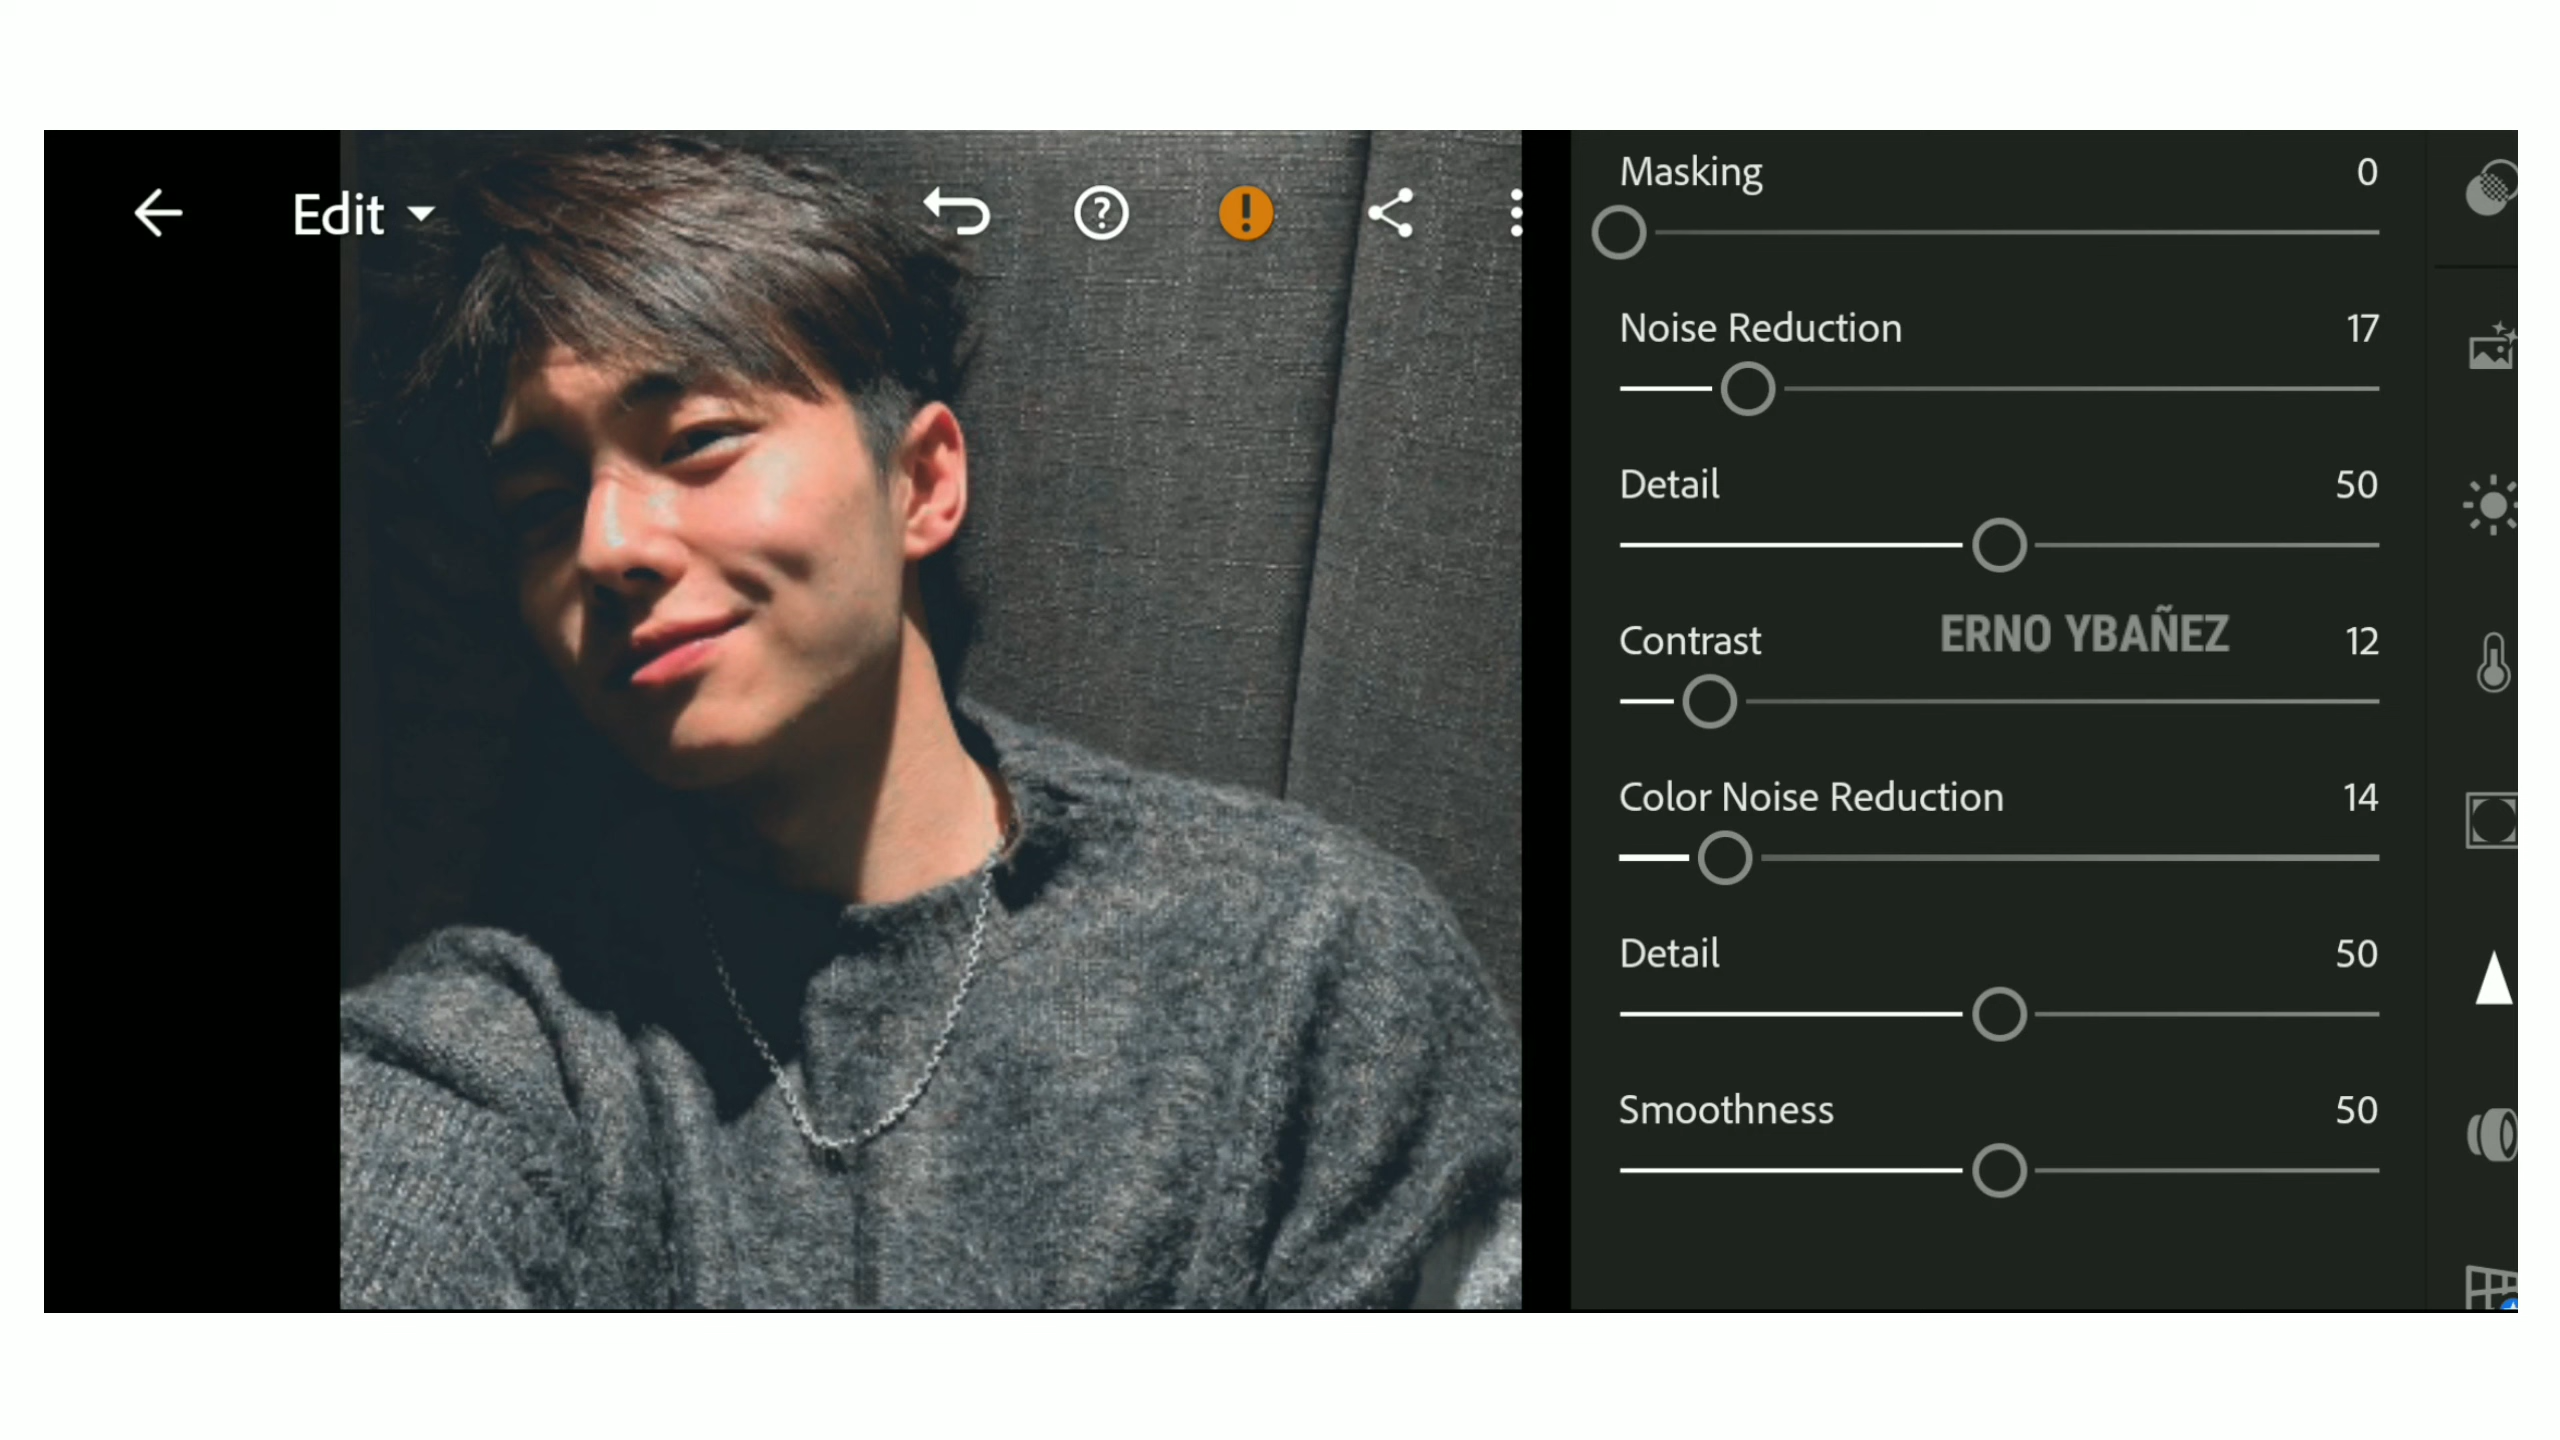 Edit
Masking 0
Noise Reduction 17
Detail 50
Contrast 12
ERNO YBAÑEZ
Color Noise Reduction 14
Detail 50
Smoothness 50